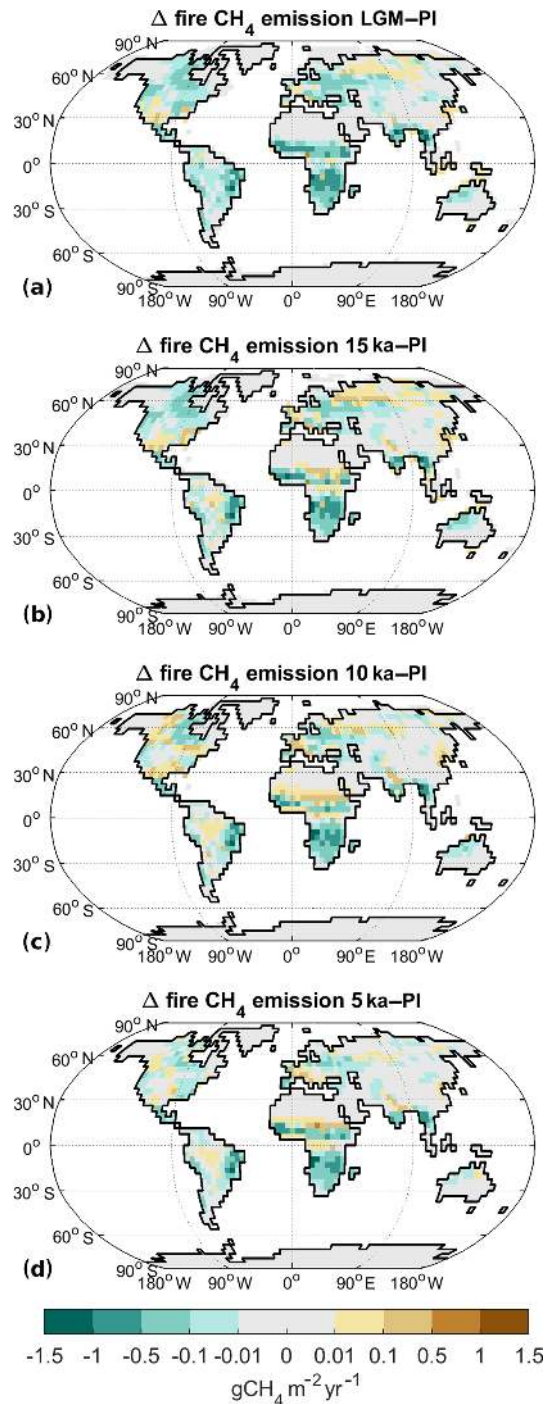 Δ fire CH₄ emission LGM–PI
90° N
60° N
30° N
0°
30° S
60° S
90° S
180° W 90° W 0° 90° E 180° W
(a)
Δ fire CH₄ emission 15 ka–PI
90° N
60° N
30° N
0°
30° S
60° S
90° S
180° W 90° W 0° 90° E 180° W
(b)
Δ fire CH₄ emission 10 ka–PI
90° N
60° N
30° N
0°
30° S
60° S
90° S
180° W 90° W 0° 90° E 180° W
(c)
Δ fire CH₄ emission 5 ka–PI
90° N
60° N
30° N
0°
30° S
60° S
90° S
180° W 90° W 0° 90° E 180° W
(d)
-1.5 -1 -0.5 -0.1 -0.01 0 0.01 0.1 0.5 1 1.5
gCH₄ m⁻² yr⁻¹